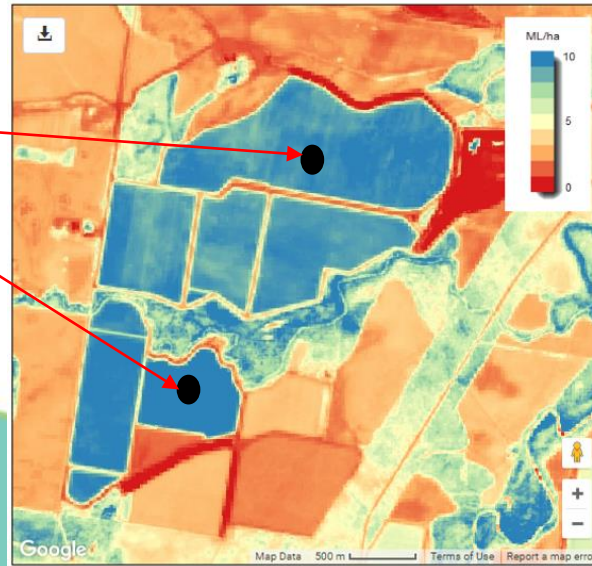 ML/ha
10
5
0
+
−
Google
Map Data
500 m
Terms of Use
Report a map erro